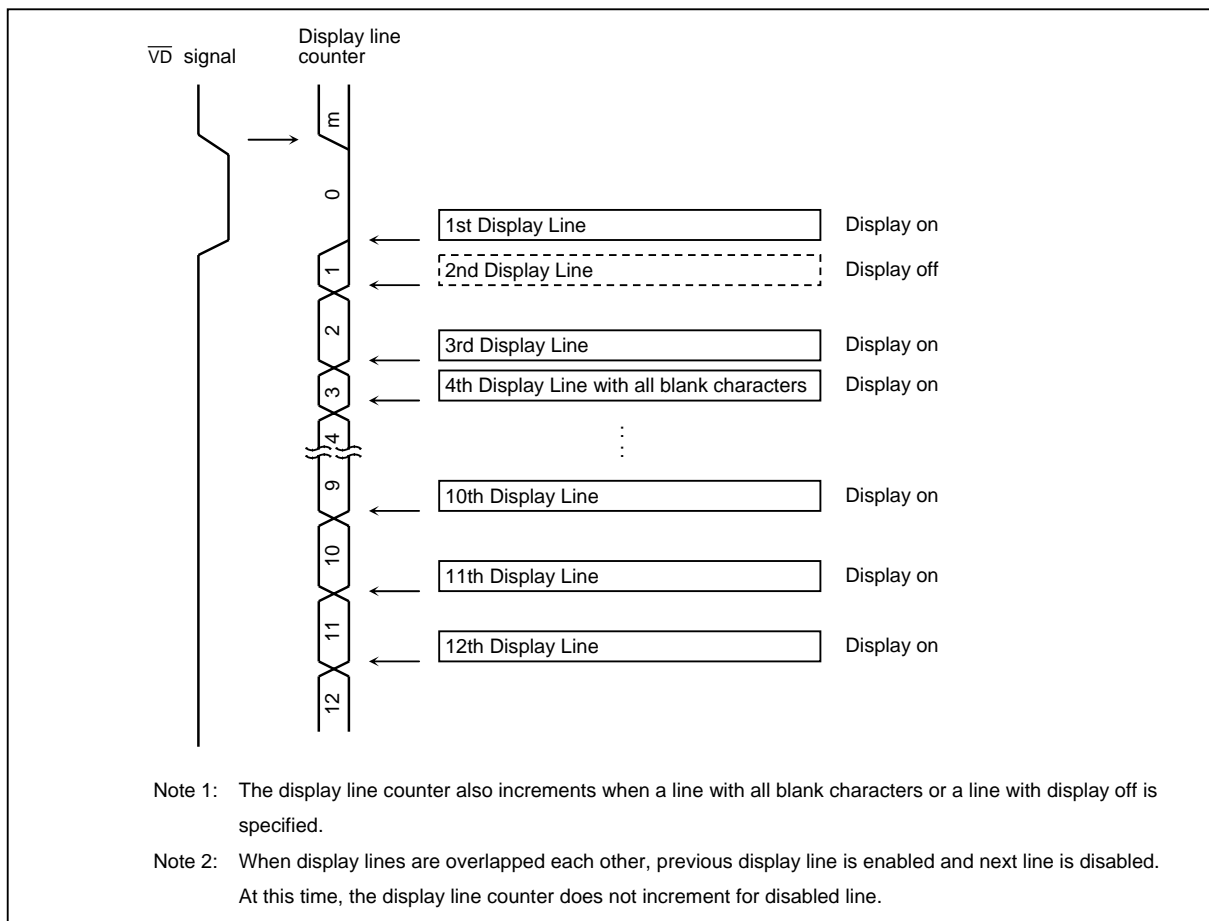 Display line
counter
V̅D̅ signal
m
0
1st Display Line Display on
1
2nd Display Line Display off
2
3rd Display Line Display on
3
4th Display Line with all blank characters Display on
4
9
10th Display Line Display on
10
11th Display Line Display on
11
12th Display Line Display on
12
Note 1: The display line counter also increments when a line with all blank characters or a line with display off is
specified.
Note 2: When display lines are overlapped each other, previous display line is enabled and next line is disabled.
At this time, the display line counter does not increment for disabled line.